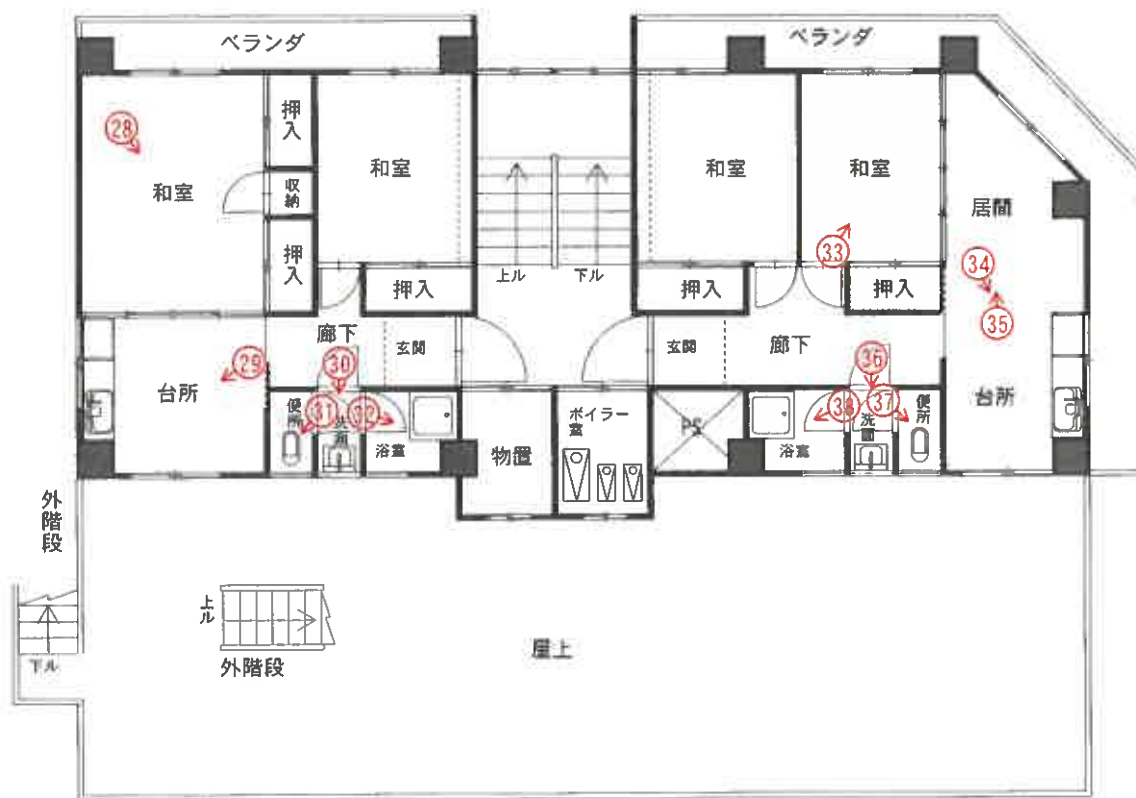 ベランダ
ベランダ
押入
㉘
和室
和室
和室
和室
収納
居間
押入
㉝
㉞
上ル
下ル
押入
押入
押入
㉟
廊下
玄関
玄関
廊下
㉙
㉚
㊱
台所
台所
便所
㉛
洗面
㉜
浴室
ボイラー室
物置
PS
浴室
㊳
洗面
㊲
便所
外階段
上ル
外階段
下ル
屋上